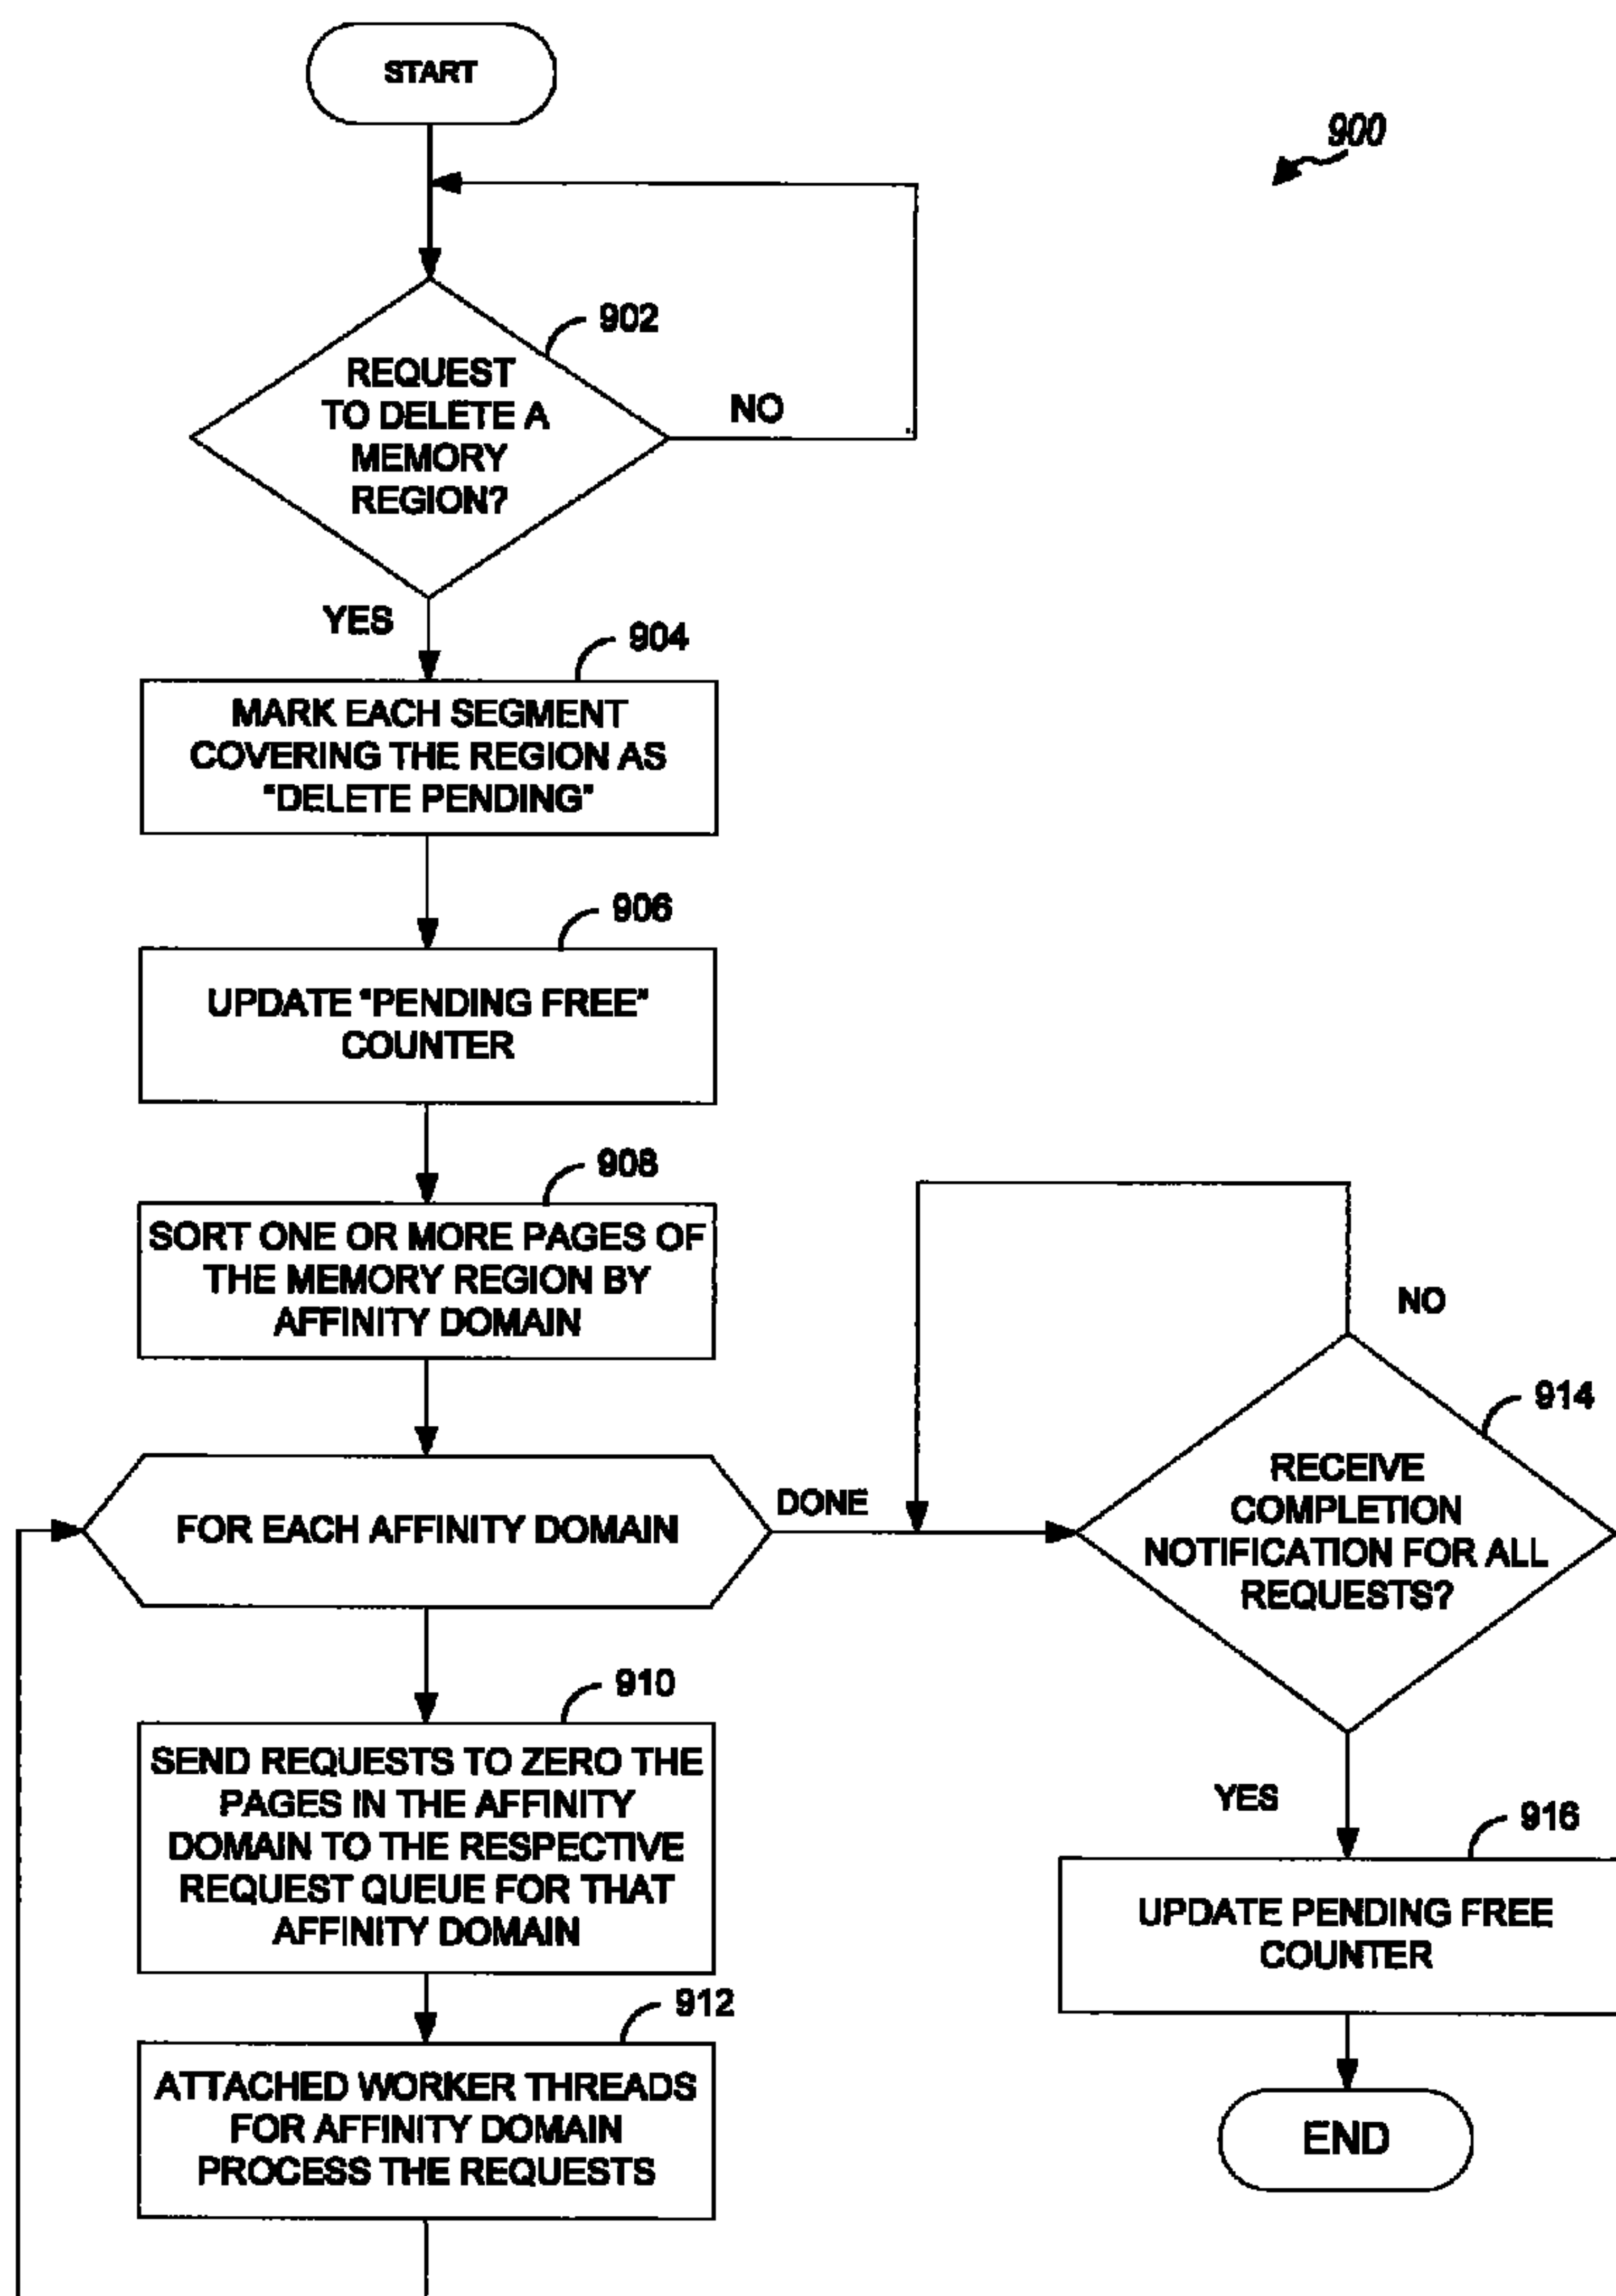 START
900
902
REQUEST
TO DELETE A
MEMORY
REGION?
NO
YES
904
MARK EACH SEGMENT
COVERING THE REGION AS
"DELETE PENDING"
906
UPDATE "PENDING FREE"
COUNTER
908
SORT ONE OR MORE PAGES OF
THE MEMORY REGION BY
AFFINITY DOMAIN
FOR EACH AFFINITY DOMAIN
DONE
910
SEND REQUESTS TO ZERO THE
PAGES IN THE AFFINITY
DOMAIN TO THE RESPECTIVE
REQUEST QUEUE FOR THAT
AFFINITY DOMAIN
912
ATTACHED WORKER THREADS
FOR AFFINITY DOMAIN
PROCESS THE REQUESTS
NO
914
RECEIVE
COMPLETION
NOTIFICATION FOR ALL
REQUESTS?
YES
916
UPDATE PENDING FREE
COUNTER
END